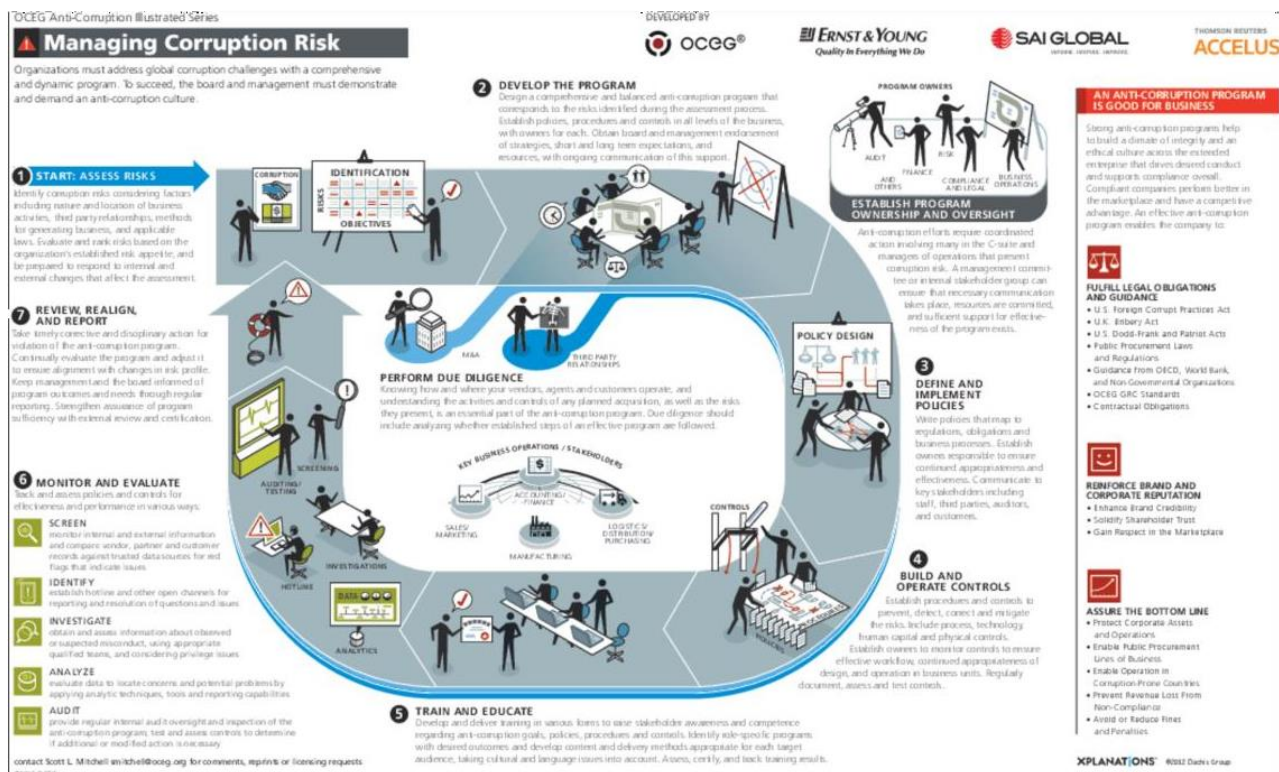 OCEG Anti-Corruption Illustrated Series
Managing Corruption Risk
Organizations must address global corruption challenges with a comprehensive
and dynamic program. To succeed, the board and management must demonstrate
and demand an anti-corruption culture.
DEVELOPED BY
OCEG®
ERNST & YOUNG
Quality In Everything We Do
SAI GLOBAL
THOMSON REUTERS
ACCELUS
1 START: ASSESS RISKS
Identify corruption risks considering factors
including nature and location of business
activities, third party relationships, methods
for generating business, and applicable
laws. Evaluate and rank risks based on the
organization's established risk appetite, and
be prepared to respond to internal and
external changes that affect the assessment.
CORRUPTION
IDENTIFICATION
RISKS
OBJECTIVES
2 DEVELOP THE PROGRAM
Design a comprehensive and balanced anti-corruption program that
corresponds to the risks identified during the assessment process.
Establish policies, procedures and controls in all levels of the business,
with owners for each. Obtain board and management endorsement
of strategies, short and long term expectations, and
resources, with ongoing communication of this support.
PROGRAM OWNERS
AUDIT
FINANCE
RISK
COMPLIANCE
AND LEGAL
BUSINESS
OPERATIONS
AND
OTHERS
ESTABLISH PROGRAM
OWNERSHIP AND OVERSIGHT
Anti-corruption efforts require coordinated
action involving many in the C-suite and
managers of operations that present
corruption risk. A management commit-
tee or internal stakeholder group can
ensure that necessary communication
takes place, resources are committed,
and sufficient support for effective-
ness of the program exists.
M&A
THIRD PARTY
RELATIONSHIPS
PERFORM DUE DILIGENCE
Knowing how and where your vendors, agents and customers operate, and
understanding the activities and controls of any planned acquisition, as well as the risks
they present, is an essential part of the anti-corruption program. Due diligence should
include analyzing whether established steps of an effective program are followed.
KEY BUSINESS OPERATIONS / STAKEHOLDERS
ACCOUNTING/
FINANCE
SALES/
MARKETING
MANUFACTURING
LOGISTICS/
DISTRIBUTION/
PURCHASING
POLICY DESIGN
3 DEFINE AND
IMPLEMENT
POLICIES
Write policies that map to
regulations, obligations and
business processes. Establish
owners responsible to ensure
continued appropriateness and
effectiveness. Communicate to
key stakeholders including
staff, third parties, auditors,
and customers.
CONTROLS
POLICIES
4 BUILD AND
OPERATE CONTROLS
Establish procedures and controls to
prevent, detect, correct and mitigate
the risks. Include process, technology,
human capital and physical controls.
Establish owners to monitor controls to ensure
effective workflow, continued appropriateness of
design, and operation in business units. Regularly
document, assess and test controls.
5 TRAIN AND EDUCATE
Develop and deliver training in various forms to raise stakeholder awareness and competence
regarding anti-corruption goals, policies, procedures and controls. Identify role-specific programs
with desired outcomes and develop content and delivery methods appropriate for each target
audience, taking cultural and language issues into account. Assess, certify, and track training results.
DATA
ANALYTICS
HOTLINE
INVESTIGATIONS
AUDITING/
TESTING
SCREENING
7 REVIEW, REALIGN,
AND REPORT
Take timely corrective and disciplinary action for
violation of the anti-corruption program.
Continually evaluate the program and adjust it
to ensure alignment with changes in risk profile.
Keep management and the board informed of
program outcomes and needs through regular
reporting. Strengthen assurance of program
sufficiency with external review and certification.
6 MONITOR AND EVALUATE
Track and assess policies and controls for
effectiveness and performance in various ways:
SCREEN
monitor internal and external information
and compare vendor, partner and customer
records against trusted data sources for red
flags that indicate issues
IDENTIFY
establish hotline and other open channels for
reporting and resolution of questions and issues
INVESTIGATE
obtain and assess information about observed
or suspected misconduct, using appropriate
qualified teams, and considering privilege issues
ANALYZE
evaluate data to locate concerns and potential problems by
applying analytic techniques, tools and reporting capabilities
AUDIT
provide regular internal audit oversight and inspection of the
anti-corruption program; test and assess controls to determine
if additional or modified action is necessary
contact Scott L. Mitchell smitchell@oceg.org for comments, reprints or licensing requests
AN ANTI-CORRUPTION PROGRAM
IS GOOD FOR BUSINESS
Strong anti-corruption programs help
to build a climate of integrity and an
ethical culture across the extended
enterprise that drives desired conduct
and supports compliance overall.
Compliant companies perform better in
the marketplace and have a competitive
advantage. An effective anti-corruption
program enables the company to:
FULFILL LEGAL OBLIGATIONS
AND GUIDANCE
• U.S. Foreign Corrupt Practices Act
• U.K. Bribery Act
• U.S. Dodd-Frank and Patriot Acts
• Public Procurement Laws
and Regulations
• Guidance from OECD, World Bank,
and Non-Governmental Organizations
• OCEG GRC Standards
• Contractual Obligations
REINFORCE BRAND AND
CORPORATE REPUTATION
• Enhance Brand Credibility
• Solidify Shareholder Trust
• Gain Respect in the Marketplace
ASSURE THE BOTTOM LINE
• Protect Corporate Assets
and Operations
• Enable Public Procurement
Lines of Business
• Enable Operation in
Corruption-Prone Countries
• Prevent Revenue Loss From
Non-Compliance
• Avoid or Reduce Fines
and Penalties
XPLANATIONS ©2012 Dachis Group